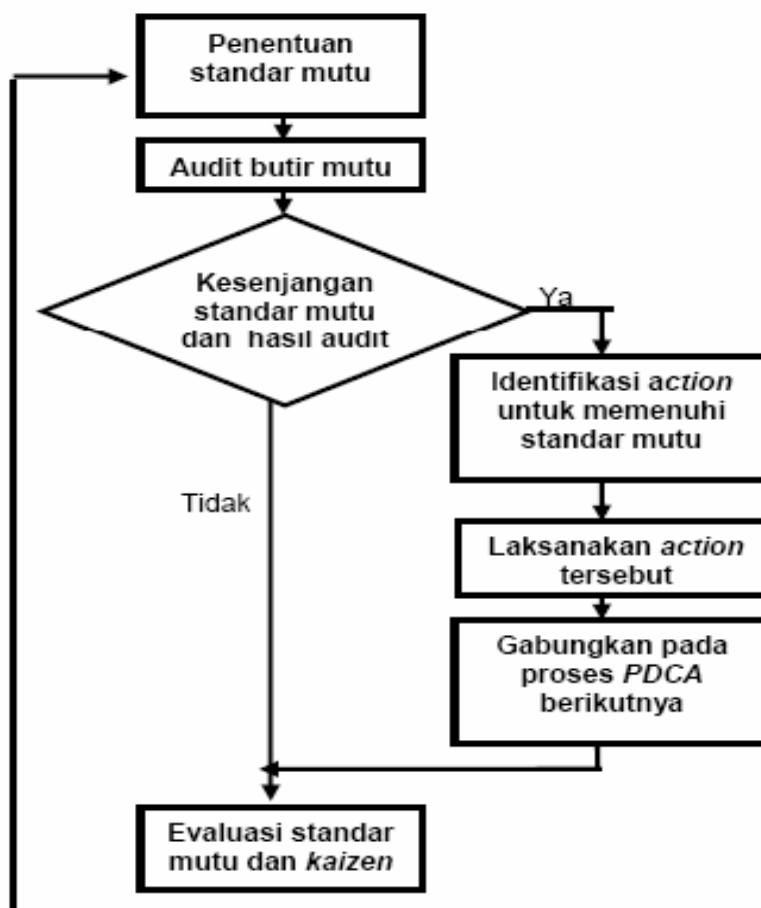 Penentuan
standar mutu
Audit butir mutu
Kesenjangan
standar mutu
dan hasil audit
Ya
Identifikasi action
untuk memenuhi
standar mutu
Tidak
Laksanakan action
tersebut
Gabungkan pada
proses PDCA
berikutnya
Evaluasi standar
mutu dan kaizen